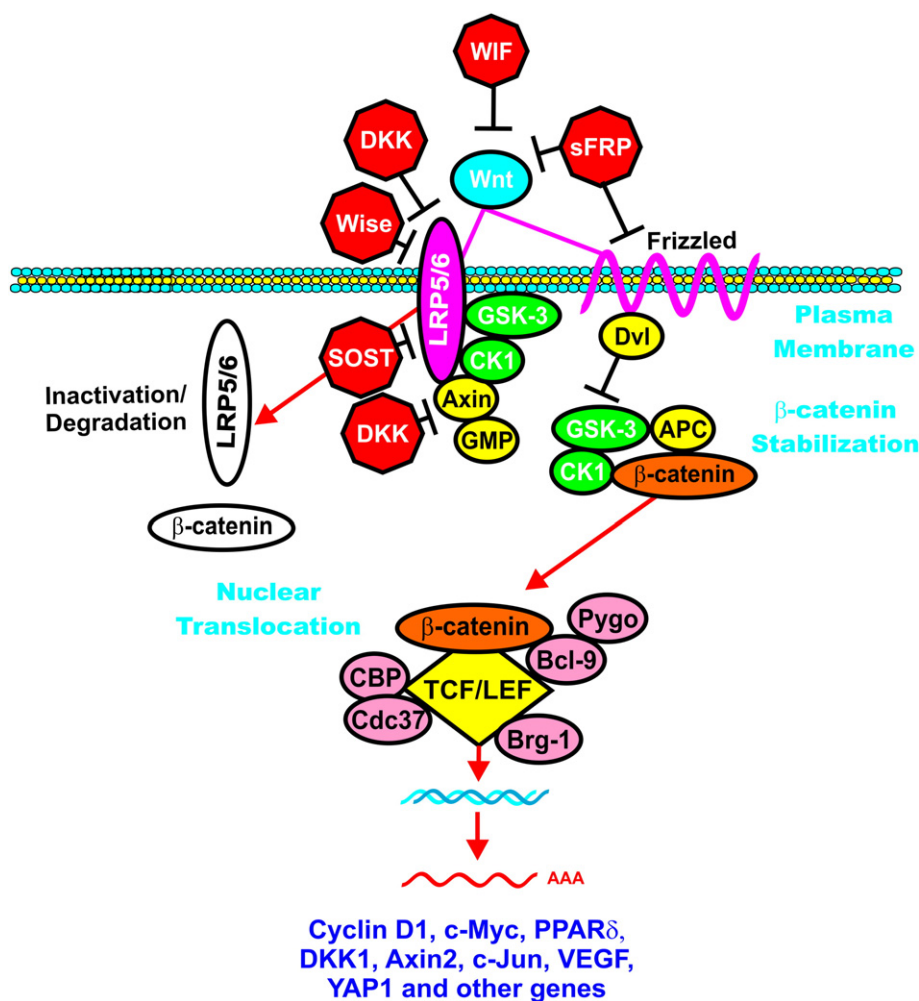 WIF
DKK
sFRP
Wnt
Wise
Frizzled
LRP5/6
GSK-3
Plasma
Membrane
Dvl
SOST
CK1
LRP5/6
Inactivation/
Degradation
Axin
DKK
GMP
GSK-3
APC
β-catenin
Stabilization
CK1
β-catenin
β-catenin
Nuclear
Translocation
β-catenin
Pygo
Bcl-9
CBP
TCF/LEF
Cdc37
Brg-1
AAA
Cyclin D1, c-Myc, PPARδ,
DKK1, Axin2, c-Jun, VEGF,
YAP1 and other genes